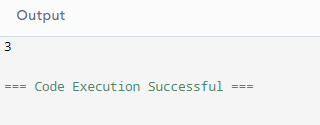 Output
3
=== Code Execution Successful ===